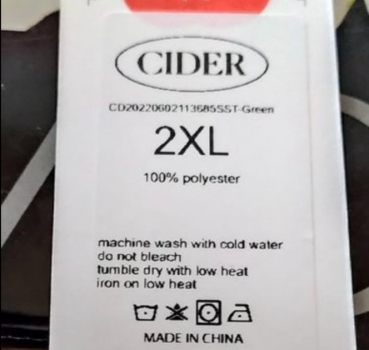 CIDER
CD20220602113685SST-Green
2XL
100% polyester
machine wash with cold water
do not bleach
tumble dry with low heat
iron on low heat
MADE IN CHINA